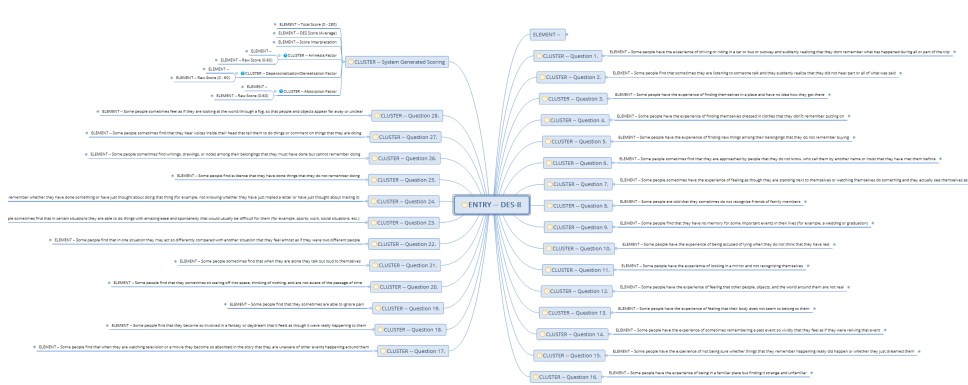 ENTRY -- DES-II
ELEMENT --
CLUSTER -- Question 1.
ELEMENT -- Some people have the experience of driving or riding in a car or bus or subway and suddenly realizing that they don't remember what has happened during all or part of the trip
CLUSTER -- Question 2.
ELEMENT -- Some people find that sometimes they are listening to someone talk and they suddenly realize that they did not hear part or all of what was said
CLUSTER -- Question 3.
ELEMENT -- Some people have the experience of finding themselves in a place and have no idea how they got there
CLUSTER -- Question 4.
ELEMENT -- Some people have the experience of finding themselves dressed in clothes that they don't remember putting on
CLUSTER -- Question 5.
ELEMENT -- Some people have the experience of finding new things among their belongings that they do not remember buying
CLUSTER -- Question 6.
ELEMENT -- Some people sometimes find that they are approached by people that they do not know, who call them by another name or insist that they have met them before
CLUSTER -- Question 7.
ELEMENT -- Some people sometimes have the experience of feeling as though they are standing next to themselves or watching themselves do something and they actually see themselves as
CLUSTER -- Question 8.
ELEMENT -- Some people are told that they sometimes do not recognize friends of family members
CLUSTER -- Question 9.
ELEMENT -- Some people find that they have no memory for some important events in their lives (for example, a wedding or graduation)
CLUSTER -- Question 10.
ELEMENT -- Some people have the experience of being accused of lying when they do not think that they have lied
CLUSTER -- Question 11.
ELEMENT -- Some people have the experience of looking in a mirror and not recognizing themselves
CLUSTER -- Question 12.
ELEMENT -- Some people have the experience of feeling that other people, objects, and the world around them are not real
CLUSTER -- Question 13.
ELEMENT -- Some people have the experience of feeling that their body does not seem to belong to them
CLUSTER -- Question 14.
ELEMENT -- Some people have the experience of sometimes remembering a past event so vividly that they feel as if they were reliving that event
CLUSTER -- Question 15.
ELEMENT -- Some people have the experience of not being sure whether things that they remember happening really did happen or whether they just dreamed them
CLUSTER -- Question 16.
ELEMENT -- Some people have the experience of being in a familiar place but finding it strange and unfamiliar
CLUSTER -- Question 17.
ELEMENT -- Some people find that when they are watching television or a movie they become so absorbed in the story that they are unaware of other events happening around them
CLUSTER -- Question 18.
ELEMENT -- Some people find that they become so involved in a fantasy or daydream that it feels as though it were really happening to them
CLUSTER -- Question 19.
ELEMENT -- Some people find that they sometimes are able to ignore pain
CLUSTER -- Question 20.
ELEMENT -- Some people find that they sometimes sit staring off into space, thinking of nothing, and are not aware of the passage of time
CLUSTER -- Question 21.
ELEMENT -- Some people sometimes find that when they are alone they talk out loud to themselves
CLUSTER -- Question 22.
ELEMENT -- Some people find that in one situation they may act so differently compared with another situation that they feel almost as if they were two different people
CLUSTER -- Question 23.
ple sometimes find that in certain situations they are able to do things with amazing ease and spontaneity that would usually be difficult for them (for example, sports, work, social situations, etc.)
CLUSTER -- Question 24.
remember whether they have done something or have just thought about doing that thing (for example, not knowing whether they have just mailed a letter or have just thought about mailing it)
CLUSTER -- Question 25.
ELEMENT -- Some people find evidence that they have done things that they do not remember doing
CLUSTER -- Question 26.
ELEMENT -- Some people sometimes find writings, drawings, or notes among their belongings that they must have done but cannot remember doing
CLUSTER -- Question 27.
ELEMENT -- Some people sometimes find that they hear voices inside their head that tell them to do things or comment on things that they are doing
CLUSTER -- Question 28.
ELEMENT -- Some people sometimes feel as if they are looking at the world through a fog, so that people and objects appear far away or unclear
CLUSTER -- System Generated Scoring
ELEMENT -- Total Score (0 - 280)
ELEMENT -- DES Score (Average)
ELEMENT -- Score Interpretation
CLUSTER -- Amnesia Factor
ELEMENT --
ELEMENT -- Raw Score (0-60)
CLUSTER -- Depersonalization/Derealization Factor
ELEMENT --
ELEMENT -- Raw Score (0 - 60)
CLUSTER -- Absorption Factor
ELEMENT --
ELEMENT -- Raw Score (0-60)